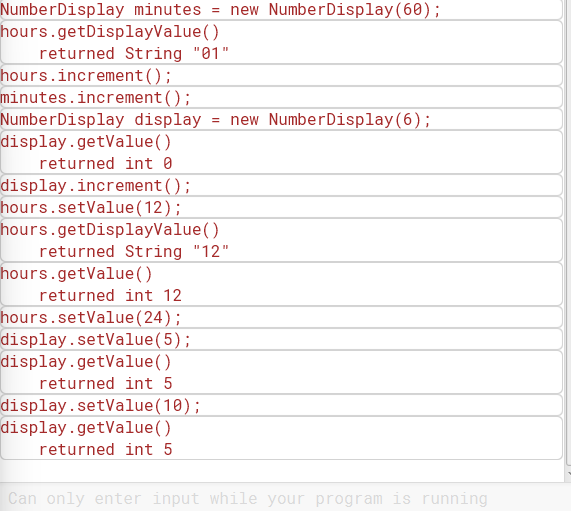 NumberDisplay minutes = new NumberDisplay(60);
hours.getDisplayValue()
    returned String "01"
hours.increment();
minutes.increment();
NumberDisplay display = new NumberDisplay(6);
display.getValue()
    returned int 0
display.increment();
hours.setValue(12);
hours.getDisplayValue()
    returned String "12"
hours.getValue()
    returned int 12
hours.setValue(24);
display.setValue(5);
display.getValue()
    returned int 5
display.setValue(10);
display.getValue()
    returned int 5
Can only enter input while your program is running